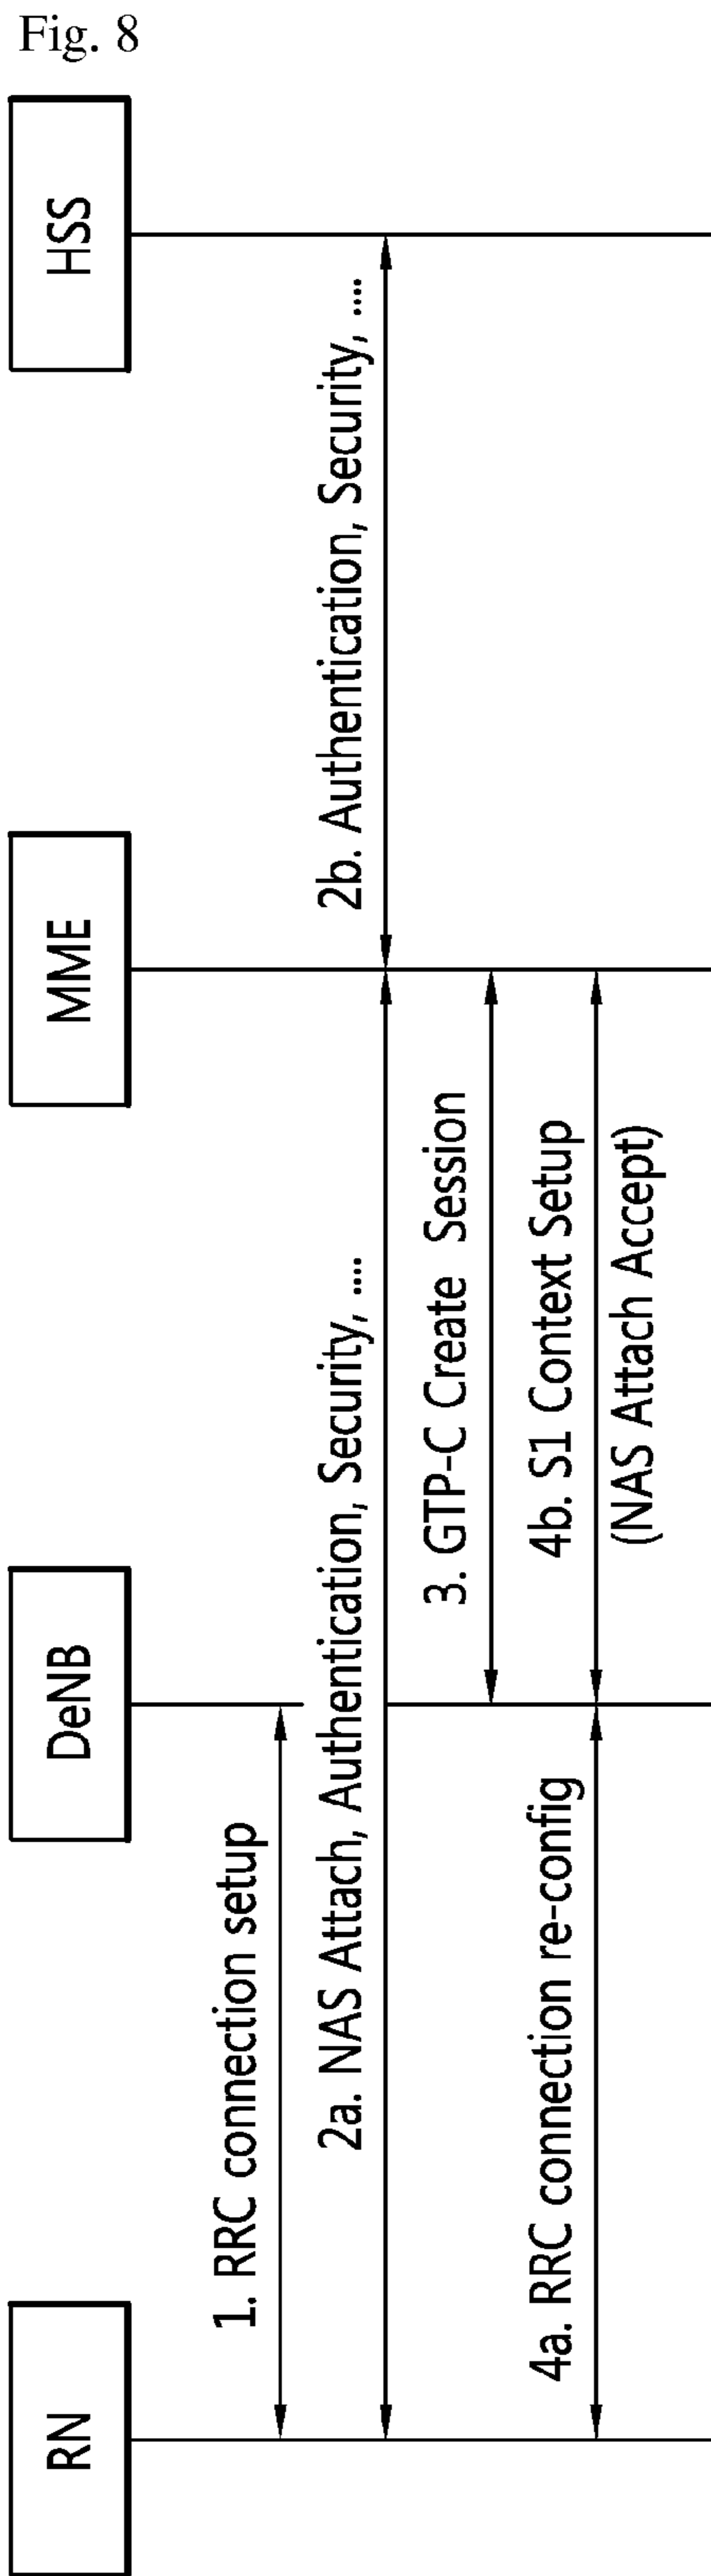 Fig. 8
RN
DeNB
MME
HSS
1. RRC connection setup
2a. NAS Attach, Authentication, Security, ....
2b. Authentication, Security, ....
3. GTP-C Create Session
4a. RRC connection re-config
4b. S1 Context Setup
(NAS Attach Accept)